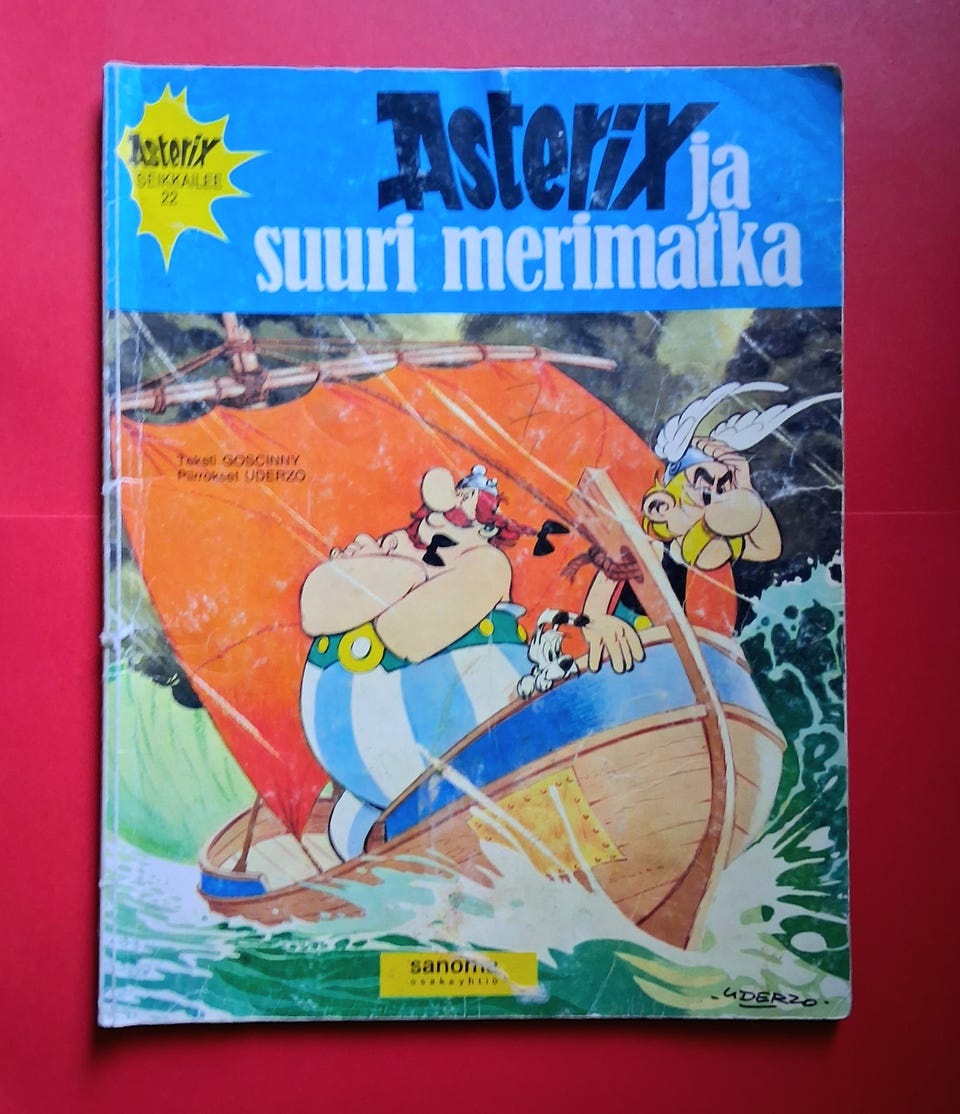 Asterix
SEIKKAILEE
22
Asterix ja
suuri merimatka
Teksti GOSCINNY
Piirrokset UDERZO
sanoma
osakeyhtiö
UDERZO